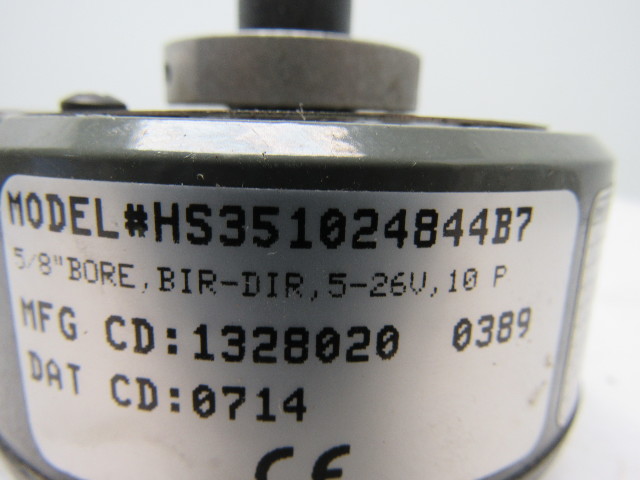 MODEL#HS351024844B7
5/8"BORE, BIR-DIR, 5-26V, 10 P
MFG CD:1328020 0389
DAT CD:0714
CE